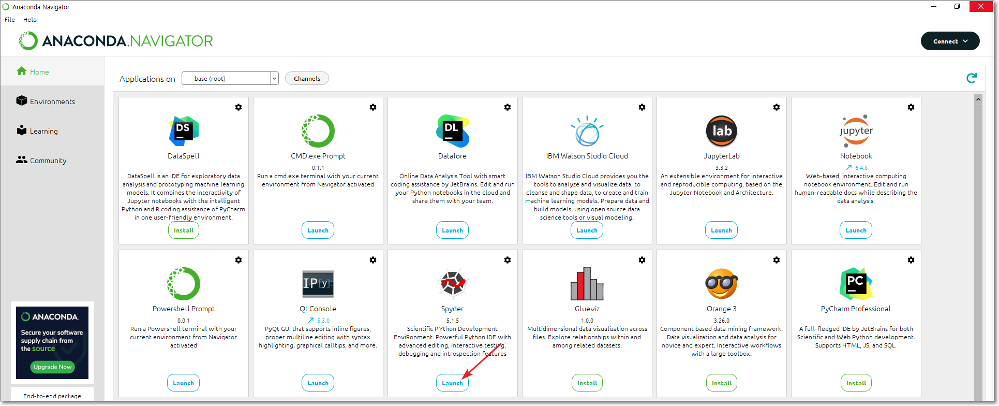 Anaconda Navigator
File Help
ANACONDA.NAVIGATOR
Connect
Home
Environments
Learning
Community
Applications on base (root) Channels
DS
DataSpell
DataSpell is an IDE for exploratory data
analysis and prototyping machine learning
models. It combines the interactivity of
Jupyter notebooks with the intelligent
Python and R coding assistance of PyCharm
in one user-friendly environment.
Install
CMD.exe Prompt
0.1.1
Run a cmd.exe terminal with your current
environment from Navigator activated
Launch
DL
Datalore
Online Data Analysis Tool with smart
coding assistance by JetBrains. Edit and run
your Python notebooks in the cloud and
share them with your team.
Launch
IBM Watson Studio Cloud
IBM Watson Studio Cloud provides you the
tools to analyze and visualize data, to
cleanse and shape data, to create and train
machine learning models. Prepare data and
build models, using open source data
science tools or visual modeling.
Launch
lab
JupyterLab
3.3.2
An extensible environment for interactive
and reproducible computing, based on the
Jupyter Notebook and Architecture.
Launch
jupyter
Notebook
6.4.8
Web-based, interactive computing
notebook environment. Edit and run
human-readable docs while describing the
data analysis.
Launch
Powershell Prompt
0.0.1
Run a Powershell terminal with your
current environment from Navigator
activated
Launch
IP[y]:
Qt Console
5.3.0
PyQt GUI that supports inline figures,
proper multiline editing with syntax
highlighting, graphical calltips, and more.
Launch
Spyder
5.1.5
Scientific PYthon Development
EnviRonment. Powerful Python IDE with
advanced editing, interactive testing,
debugging and introspection features
Launch
Glueviz
1.0.0
Multidimensional data visualization across
files. Explore relationships within and
among related datasets.
Install
Orange 3
3.26.0
Component based data mining framework.
Data visualization and data analysis for
novice and expert. Interactive workflows
with a large toolbox.
Install
PC
PyCharm Professional
A full-fledged IDE by JetBrains for both
Scientific and Web Python development.
Supports HTML, JS, and SQL.
Install
ANACONDA.
Secure your software
supply chain from
the source
Upgrade Now
End-to-end package